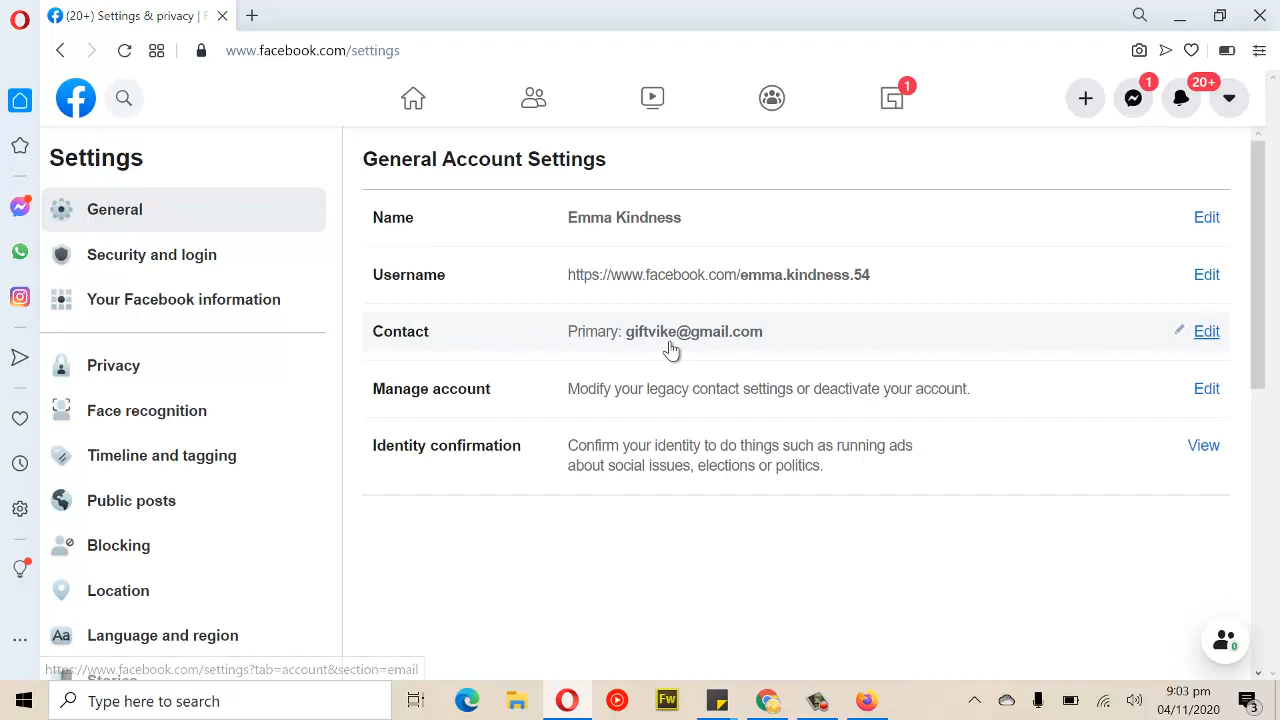 (20+) Settings & privacy | F
www.facebook.com/settings
1
1
20+
Settings
General
Security and login
Your Facebook information
Privacy
Face recognition
Timeline and tagging
Public posts
Blocking
Location
Aa Language and region
Stories
General Account Settings
Name Emma Kindness Edit
Username https://www.facebook.com/emma.kindness.54 Edit
Contact Primary: giftvike@gmail.com Edit
Manage account Modify your legacy contact settings or deactivate your account. Edit
Identity confirmation Confirm your identity to do things such as running ads View
about social issues, elections or politics.
0
https://www.facebook.com/settings?tab=account&section=email
Type here to search
Fw
9:03 pm
04/11/2020
3